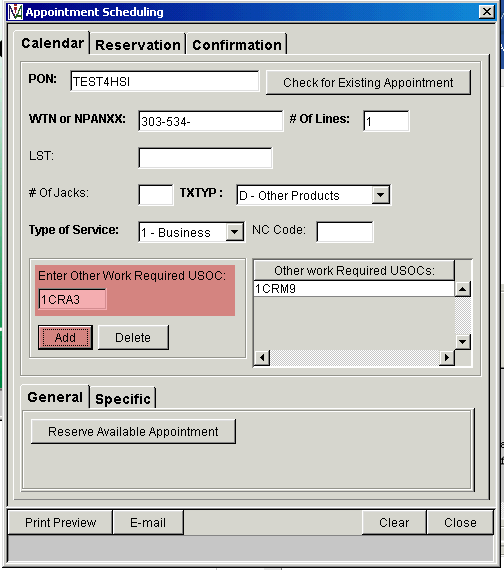 Appointment Scheduling
Calendar Reservation Confirmation
PON: TEST4HSI Check for Existing Appointment
WTN or NPANXX: 303-534- # Of Lines: 1
LST:
# Of Jacks: TXTYP : D - Other Products
Type of Service: 1 - Business NC Code:
Enter Other Work Required USOC: Other work Required USOCs:
1CRA3 1CRM9
Add Delete
General Specific
Reserve Available Appointment
Print Preview E-mail Clear Close